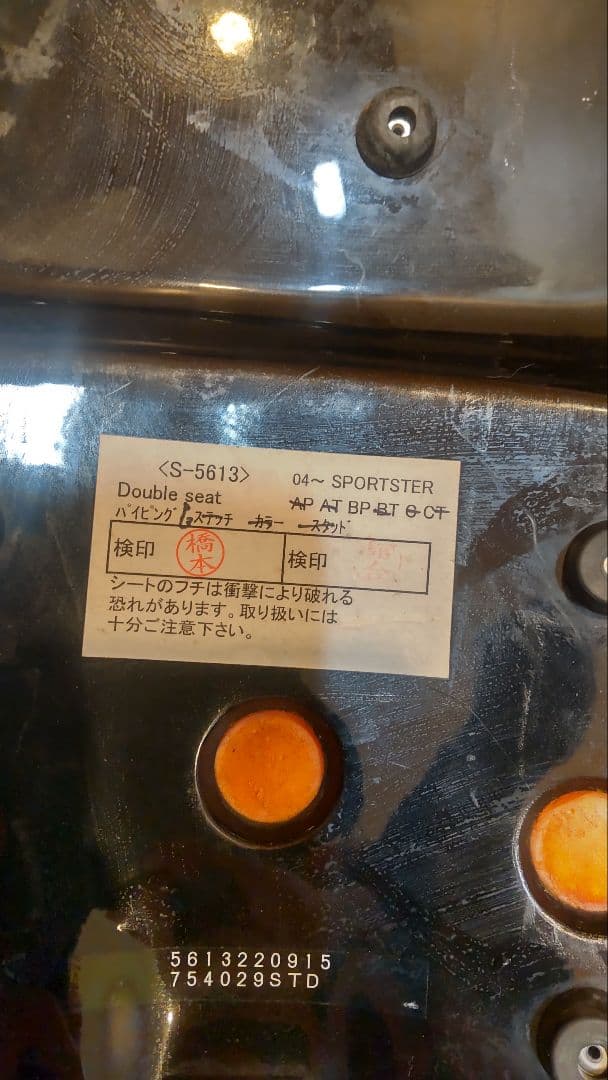 <S-5613> 04～ SPORTSTER
Double seat AP AT BP BT C CT
ﾊﾟｲﾋﾟﾝｸﾞ ｽﾃｯﾁ ｶﾗｰ ｽﾀｯﾄﾞ
検印 橋本 検印
シートのフチは衝撃により破れる
恐れがあります。取り扱いには
十分ご注意下さい。
5613220915
754029STD